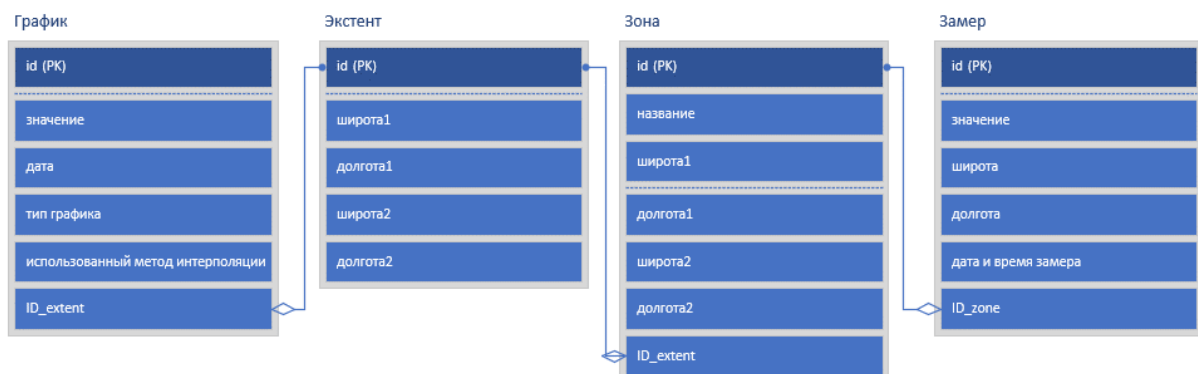 График
id (PK)
значение
дата
тип графика
использованный метод интерполяции
ID_extent
Экстент
id (PK)
широта1
долгота1
широта2
долгота2
Зона
id (PK)
название
широта1
долгота1
широта2
долгота2
ID_extent
Замер
id (PK)
значение
широта
долгота
дата и время замера
ID_zone